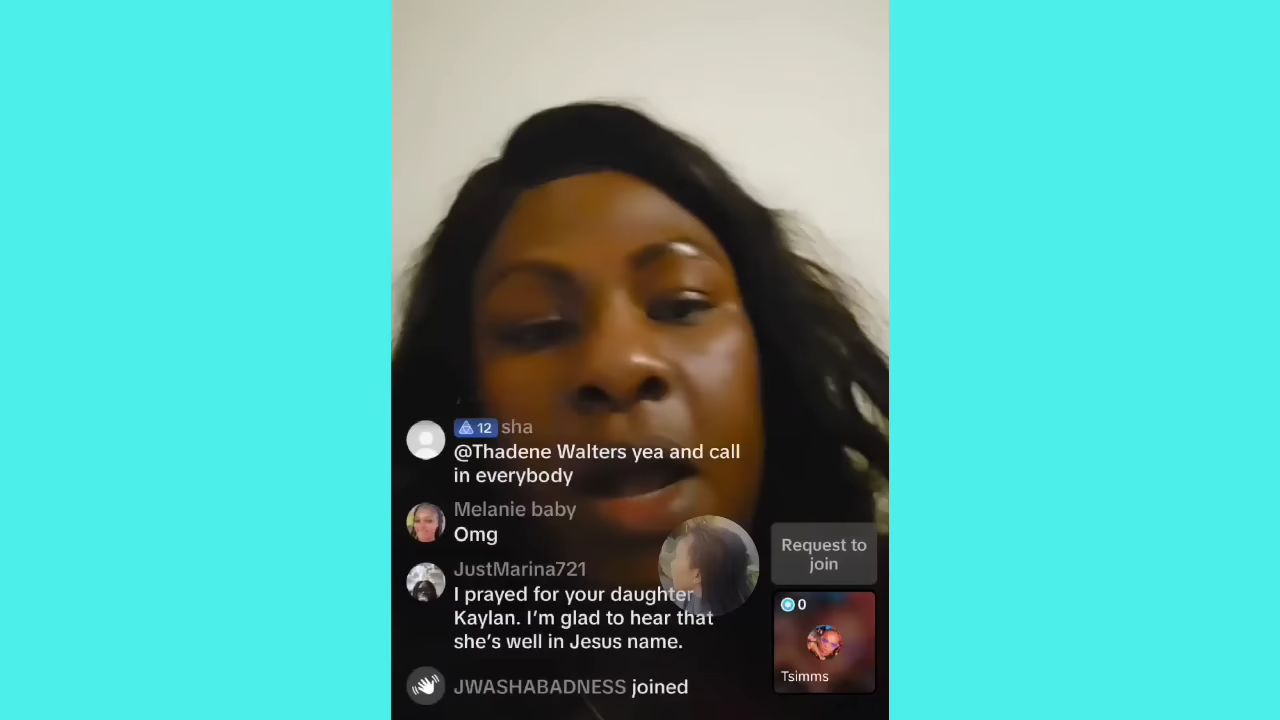 12 sha
@Thadene Walters yea and call
in everybody
Melanie baby
Omg
JustMarina721
I prayed for your daughter
Kaylan. I’m glad to hear that
she’s well in Jesus name.
JWASHABADNESS joined
Request to
join
0
Tsimms